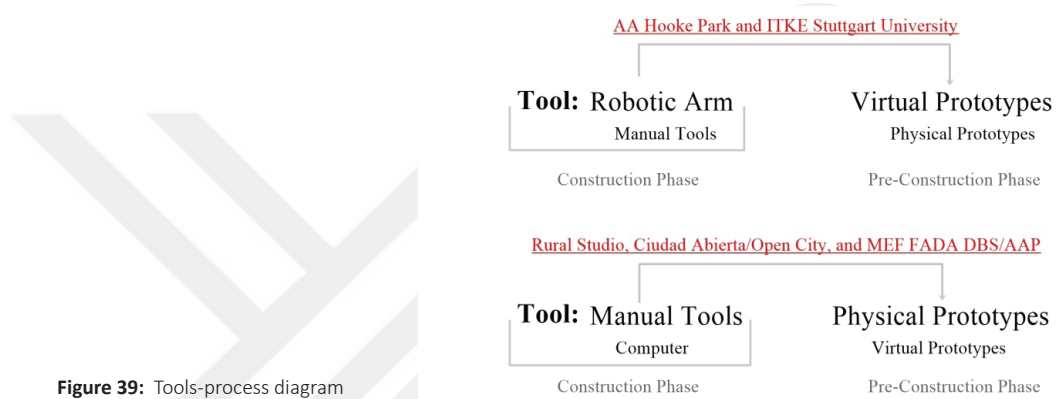 AA Hooke Park and ITKE Stuttgart University
Tool: Robotic Arm Virtual Prototypes
Manual Tools Physical Prototypes
Construction Phase Pre-Construction Phase
Rural Studio, Ciudad Abierta/Open City, and MEF FADA DBS/AAP
Tool: Manual Tools Physical Prototypes
Computer Virtual Prototypes
Construction Phase Pre-Construction Phase
Figure 39: Tools-process diagram